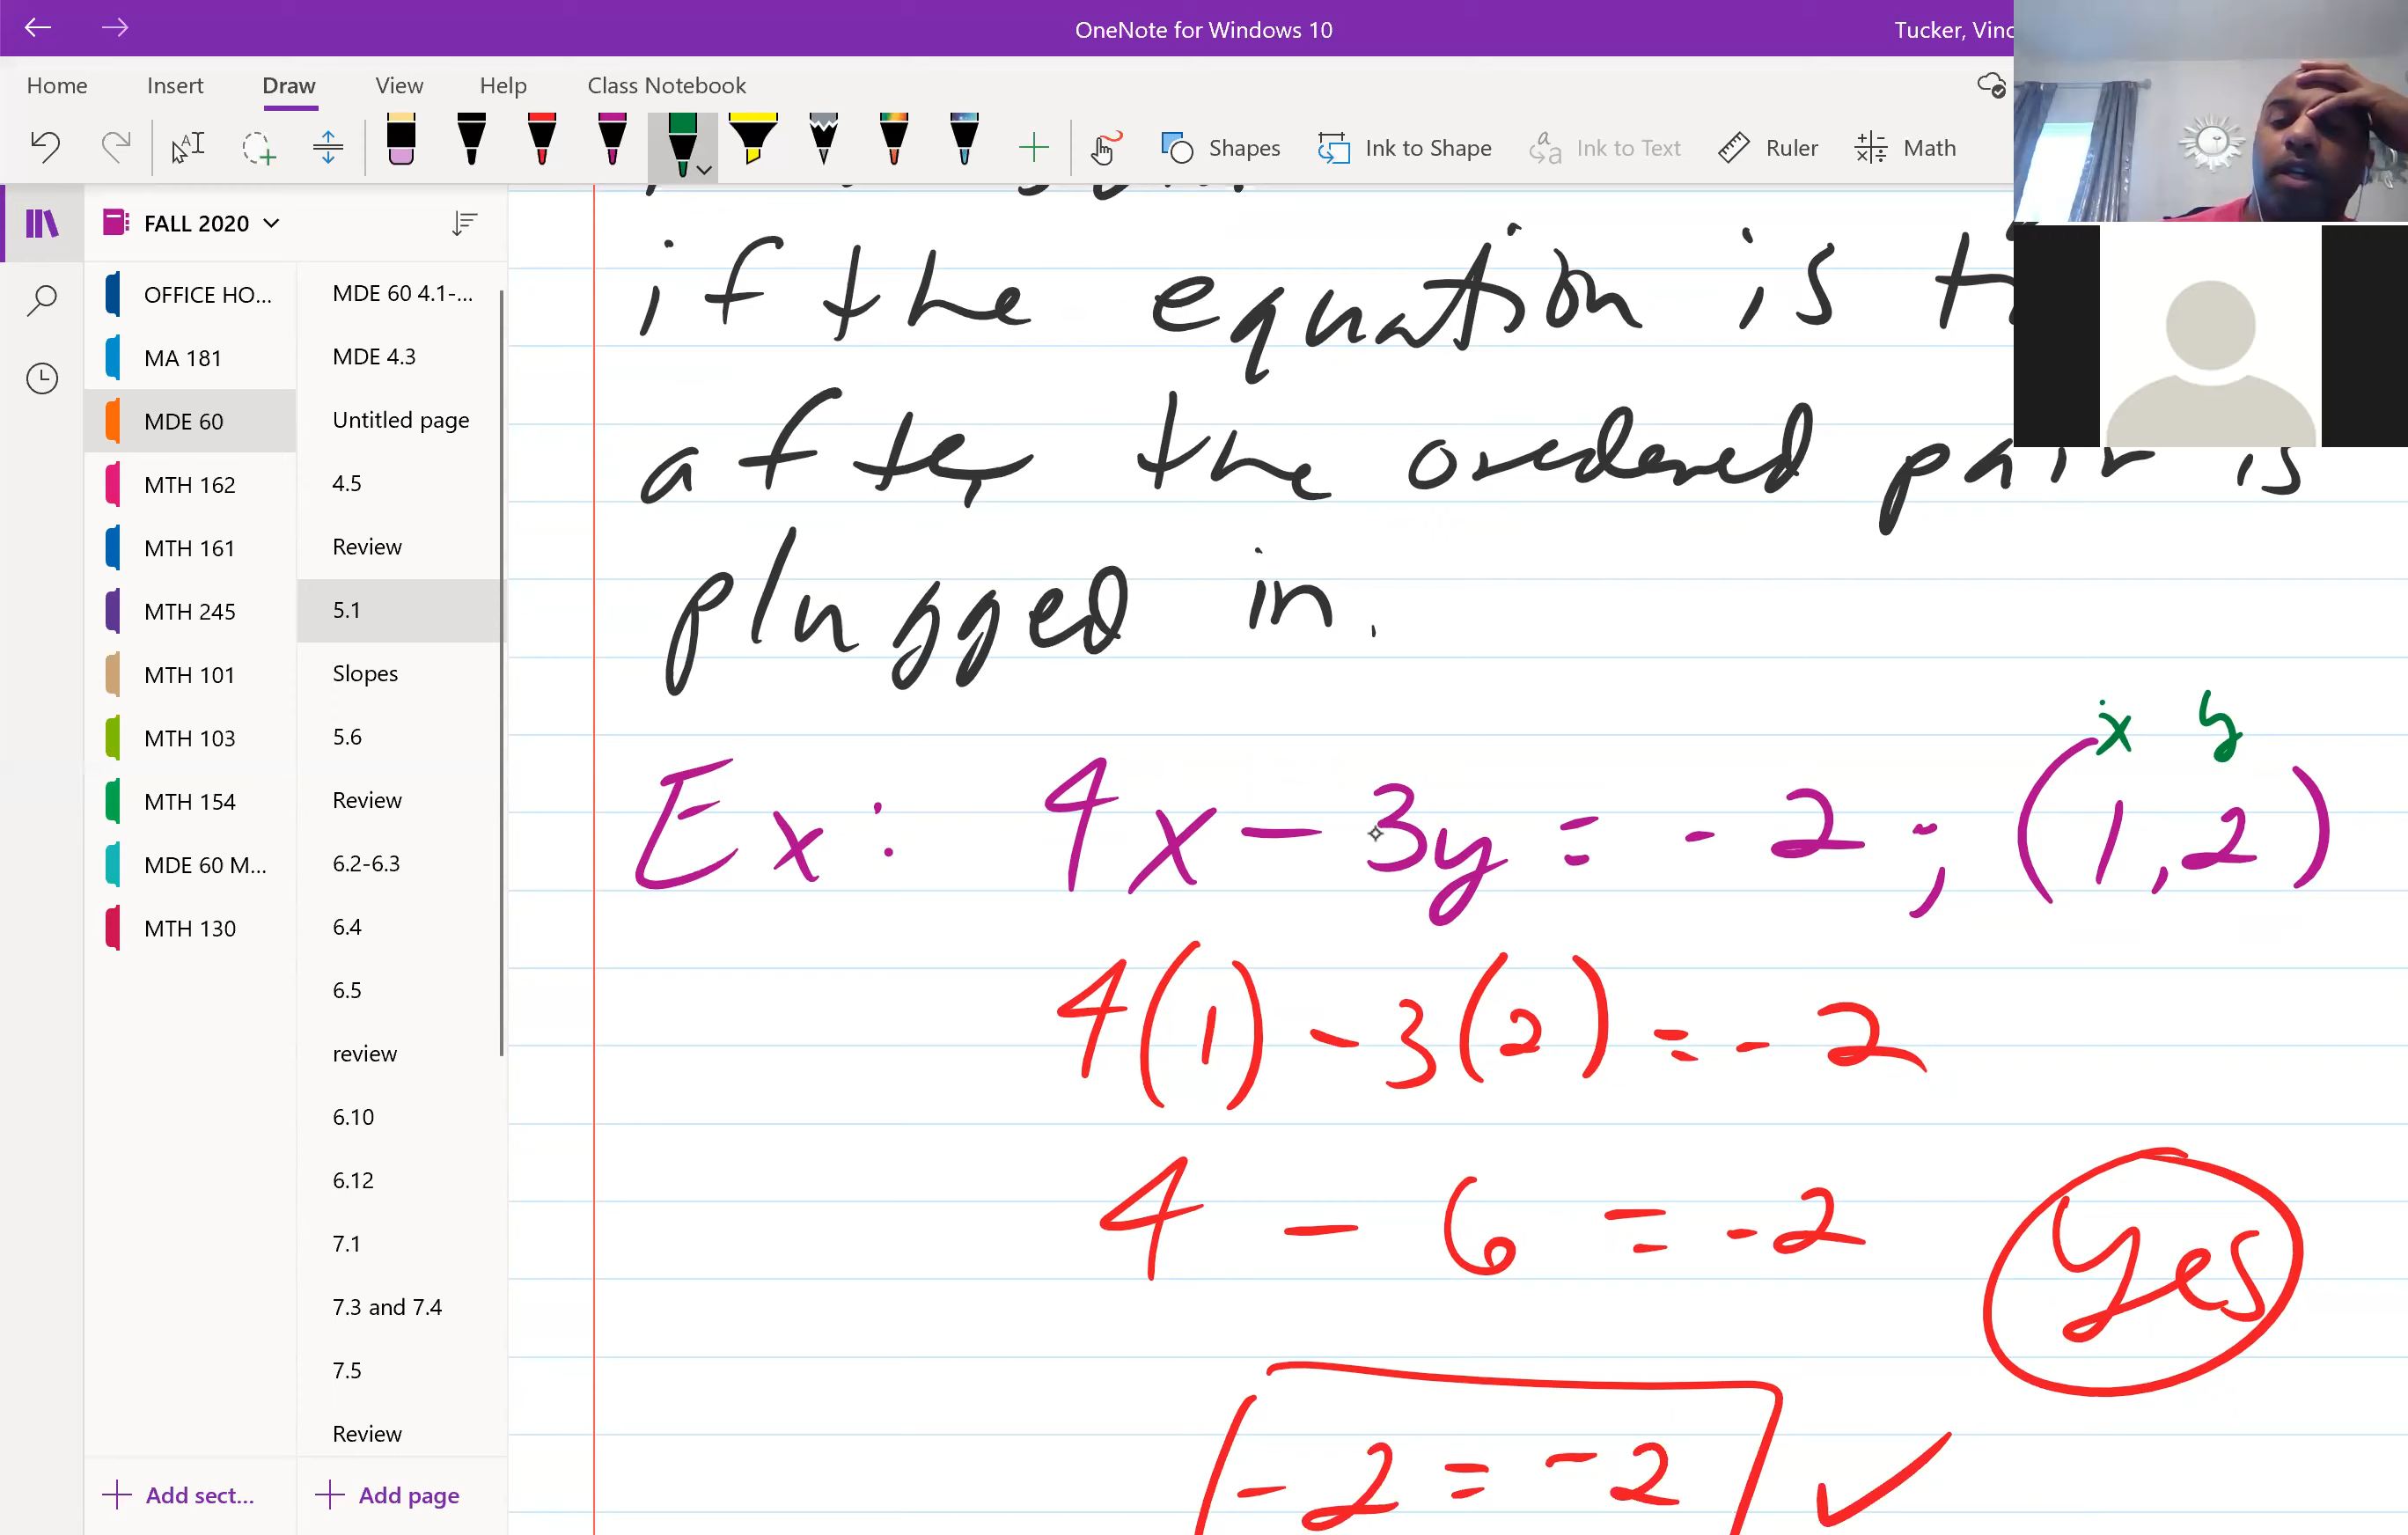 OneNote for Windows 10
Tucker, Vinc
Home Insert Draw View Help Class Notebook
Shapes Ink to Shape Ink to Text Ruler Math
FALL 2020
OFFICE HO...
MA 181
MDE 60
MTH 162
MTH 161
MTH 245
MTH 101
MTH 103
MTH 154
MDE 60 M...
MTH 130
Add sect...
MDE 60 4.1-...
MDE 4.3
Untitled page
4.5
Review
5.1
Slopes
5.6
Review
6.2-6.3
6.4
6.5
review
6.10
6.12
7.1
7.3 and 7.4
7.5
Review
Add page
if the equation is
after the oredered pair is
plugged in.
x y
Ex: 4x - 3y = -2 ; (1,2)
4(1) - 3(2) = -2
4 - 6 = -2 Yes
-2 = -2 ✓